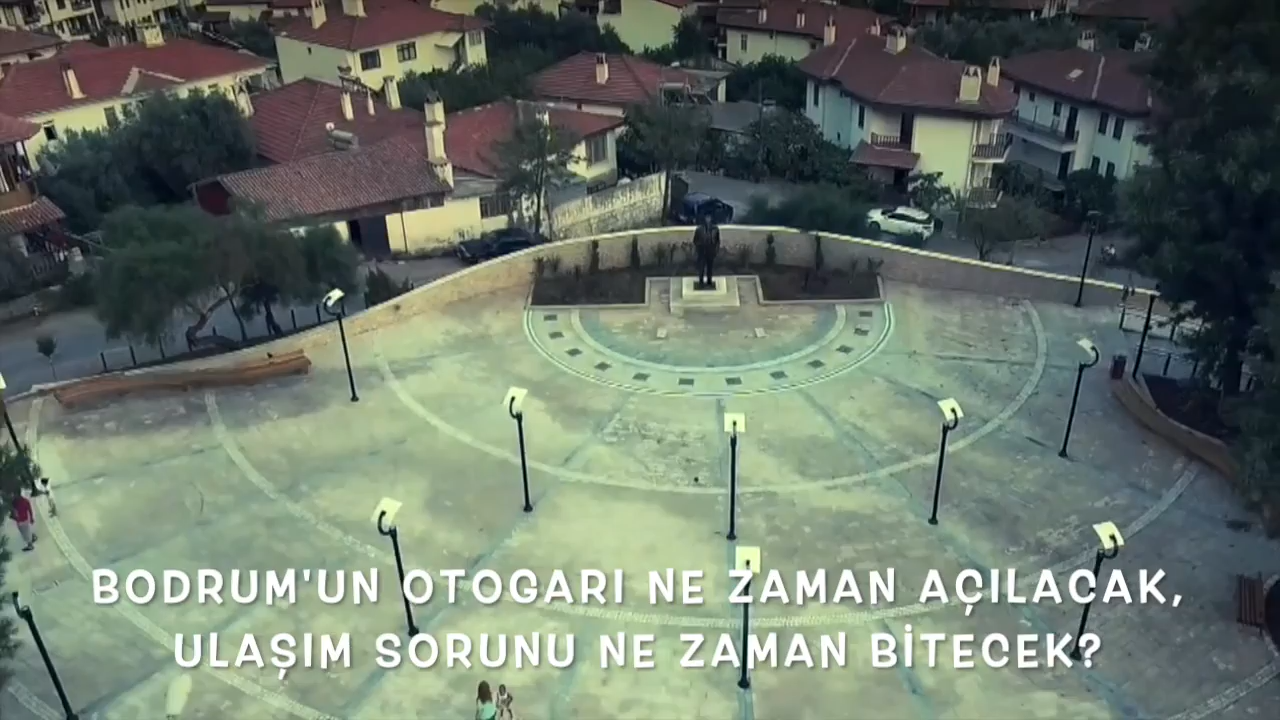 BODRUM'UN OTOGARI NE ZAMAN AÇILACAK,
ULAŞIM SORUNU NE ZAMAN BİTECEK?